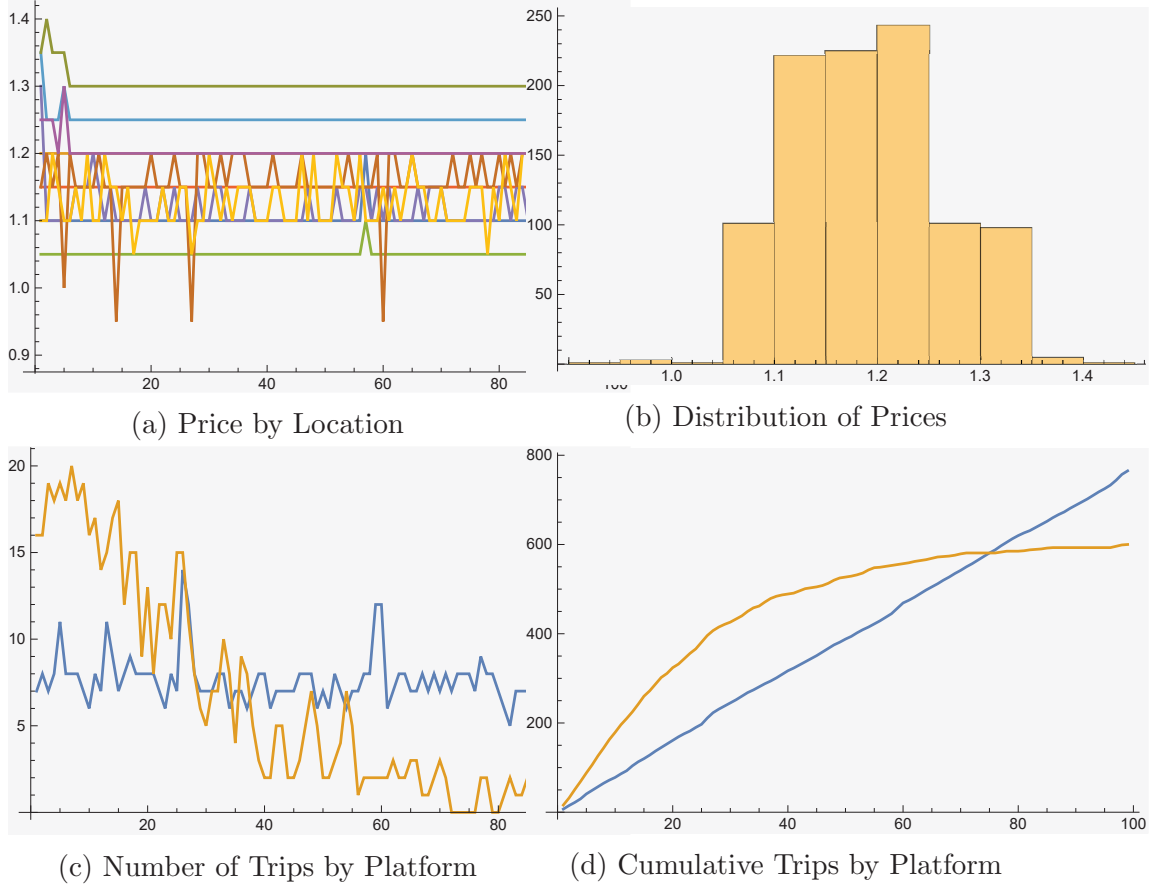 1.4
1.3
1.2
1.1
1.0
0.9
20 40 60 80
250
200
150
100
50
1.0 1.1 1.2 1.3 1.4
(a) Price by Location
(b) Distribution of Prices
20
15
10
5
20 40 60 80
800
600
400
200
20 40 60 80 100
(c) Number of Trips by Platform
(d) Cumulative Trips by Platform